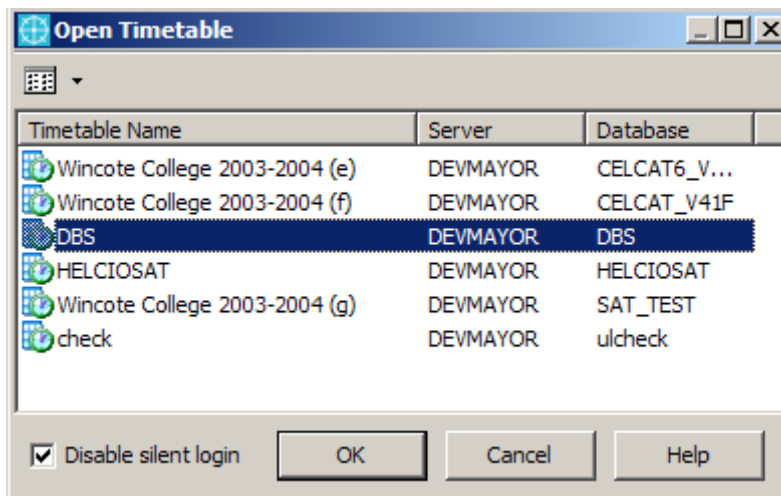 Open Timetable
Timetable Name Server Database
Wincote College 2003-2004 (e) DEVMAYOR CELCAT6_V...
Wincote College 2003-2004 (f) DEVMAYOR CELCAT_V41F
DBS DEVMAYOR DBS
HELCIOSAT DEVMAYOR HELCIOSAT
Wincote College 2003-2004 (g) DEVMAYOR SAT_TEST
check DEVMAYOR ulcheck
Disable silent login OK Cancel Help